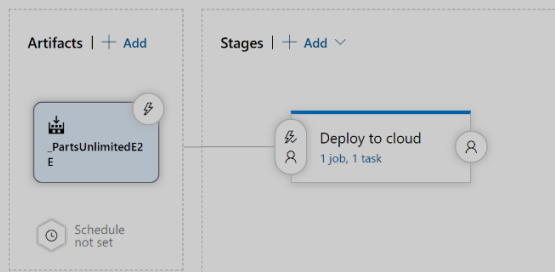 Artifacts | + Add
Stages | + Add
_PartsUnlimitedE2
E
Deploy to cloud
1 job, 1 task
Schedule
not set